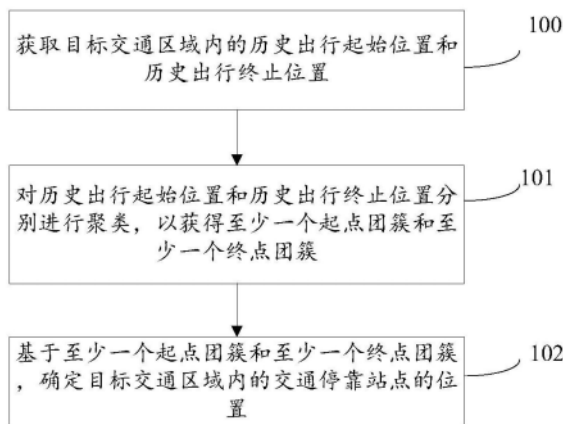 获取目标交通区域内的历史出行起始位置和
历史出行终止位置
100
对历史出行起始位置和历史出行终止位置分
别进行聚类，以获得至少一个起点团簇和至
少一个终点团簇
101
基于至少一个起点团簇和至少一个终点团簇
，确定目标交通区域内的交通停靠站点的位
置
102